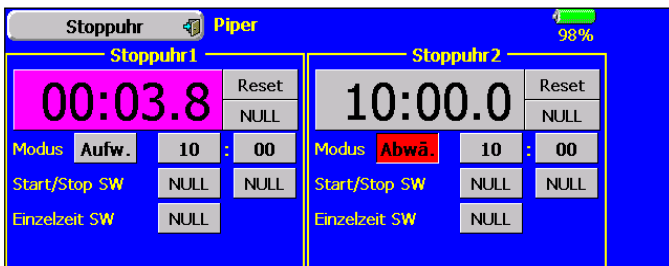 Stoppuhr Piper 98%
Stoppuhr1
00:03.8 Reset
NULL
Modus Aufw. 10 : 00
Start/Stop SW NULL NULL
Einzelzeit SW NULL
Stoppuhr2
10:00.0 Reset
NULL
Modus Abwä. 10 : 00
Start/Stop SW NULL NULL
Einzelzeit SW NULL